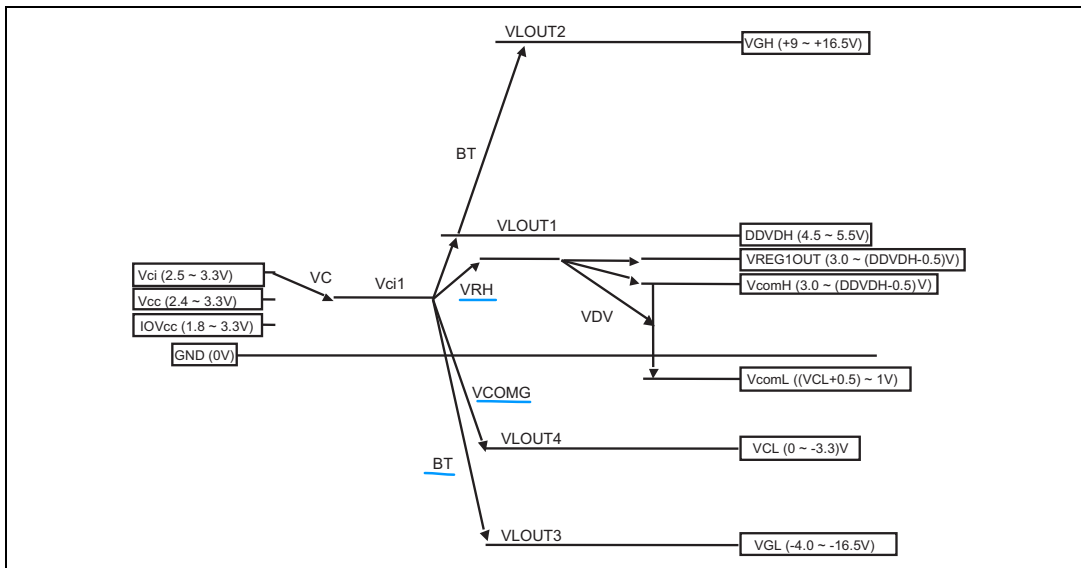 VLOUT2
VGH (+9 ~ +16.5V)
BT
VLOUT1
DDVDH (4.5 ~ 5.5V)
VREG1OUT (3.0 ~ (DDVDH-0.5)V)
Vci (2.5 ~ 3.3V)
VC
Vci1
VRH
VcomH (3.0 ~ (DDVDH-0.5)V)
Vcc (2.4 ~ 3.3V)
VDV
IOVcc (1.8 ~ 3.3V)
GND (0V)
VcomL ((VCL+0.5) ~ 1V)
VCOMG
VLOUT4
VCL (0 ~ -3.3)V
BT
VLOUT3
VGL (-4.0 ~ -16.5V)